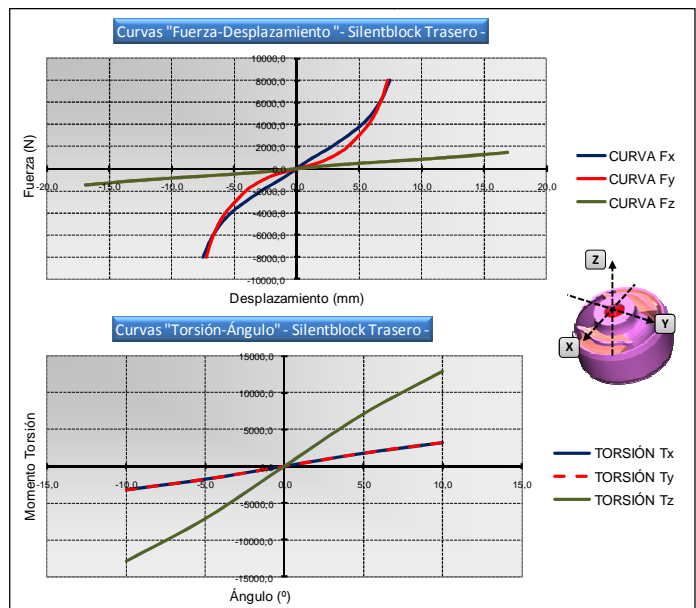 Curvas "Fuerza-Desplazamiento "- Silentblock Trasero -
10000,0
8000,0
6000,0
4000,0
2000,0
0,0
-2000,0
-4000,0
-6000,0
-8000,0
-10000,0
-20,0 -15,0 -10,0 -5,0 0,0 5,0 10,0 15,0 20,0
Fuerza (N)
Desplazamiento (mm)
CURVA Fx
CURVA Fy
CURVA Fz
Z
Y
X
Curvas "Torsión-Ángulo" - Silentblock Trasero -
15000,0
10000,0
5000,0
0,0
-5000,0
-10000,0
-15000,0
-15,0 -10,0 -5,0 0,0 5,0 10,0 15,0
Momento Torsión
Ángulo (º)
TORSIÓN Tx
TORSIÓN Ty
TORSIÓN Tz